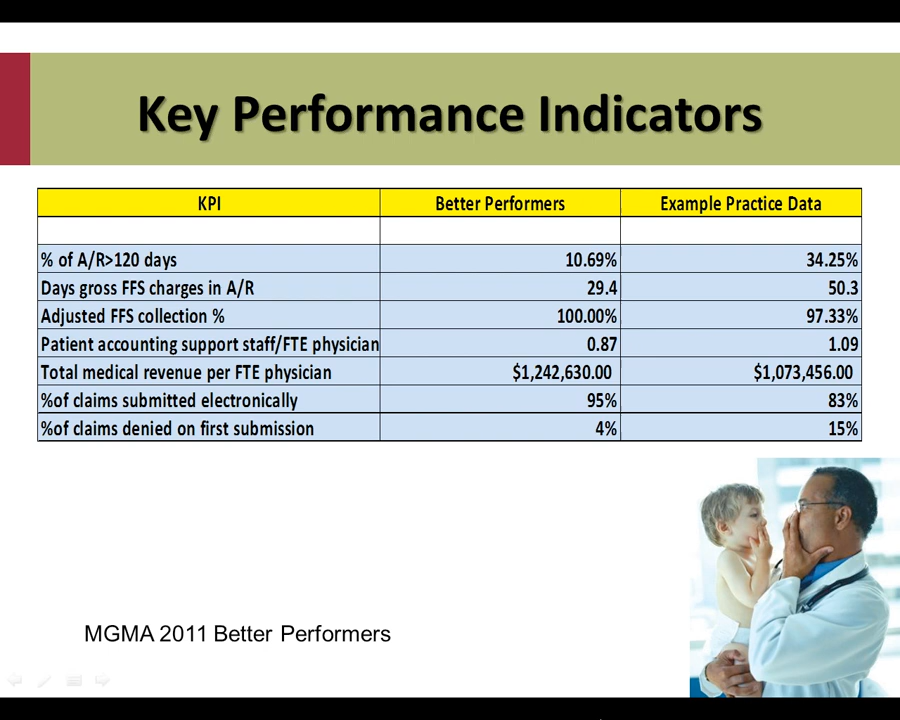 Key Performance Indicators
KPI Better Performers Example Practice Data
% of A/R>120 days 10.69% 34.25%
Days gross FFS charges in A/R 29.4 50.3
Adjusted FFS collection % 100.00% 97.33%
Patient accounting support staff/FTE physician 0.87 1.09
Total medical revenue per FTE physician $1,242,630.00 $1,073,456.00
%of claims submitted electronically 95% 83%
%of claims denied on first submission 4% 15%
MGMA 2011 Better Performers